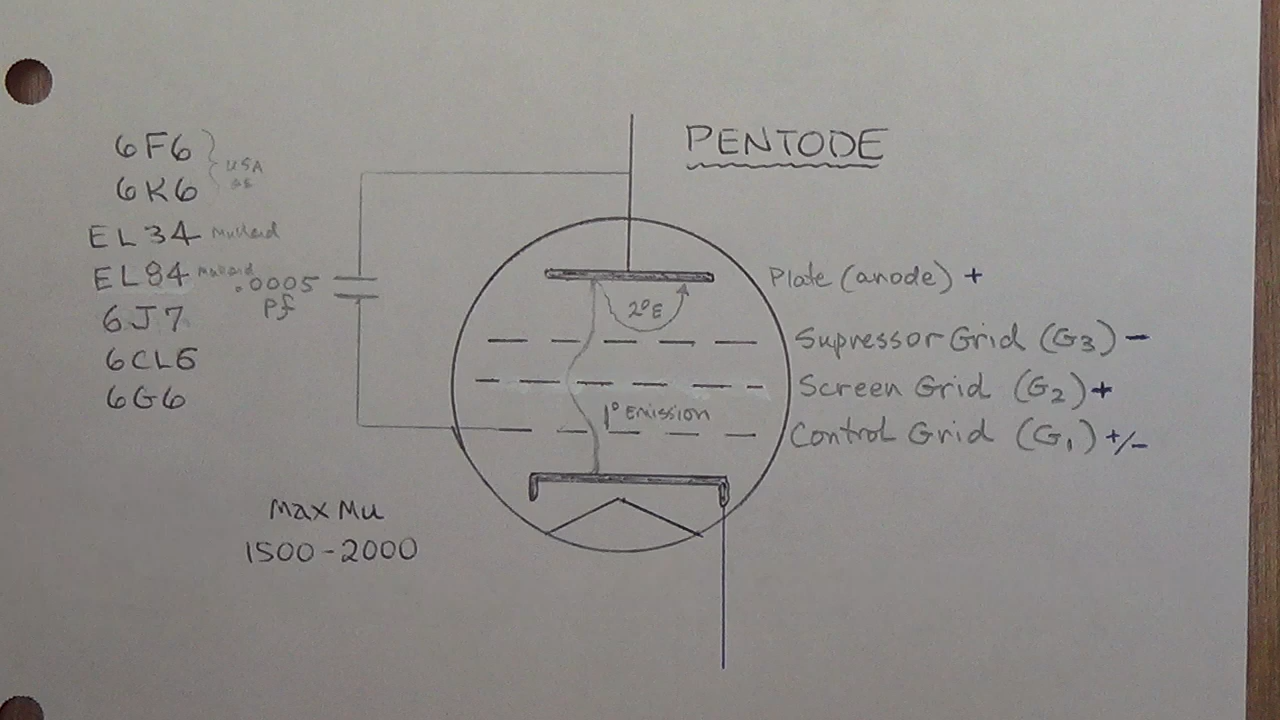 PENTODE
6F6
6K6
USA
EL34 Mullard
EL84 Mullard
6J7
6CL6
6G6
.0005
Pf
Plate (anode) +
2° E
Supressor Grid (G3) -
Screen Grid (G2) +
1° Emission
Control Grid (G1) +/-
Max Mu
1500-2000